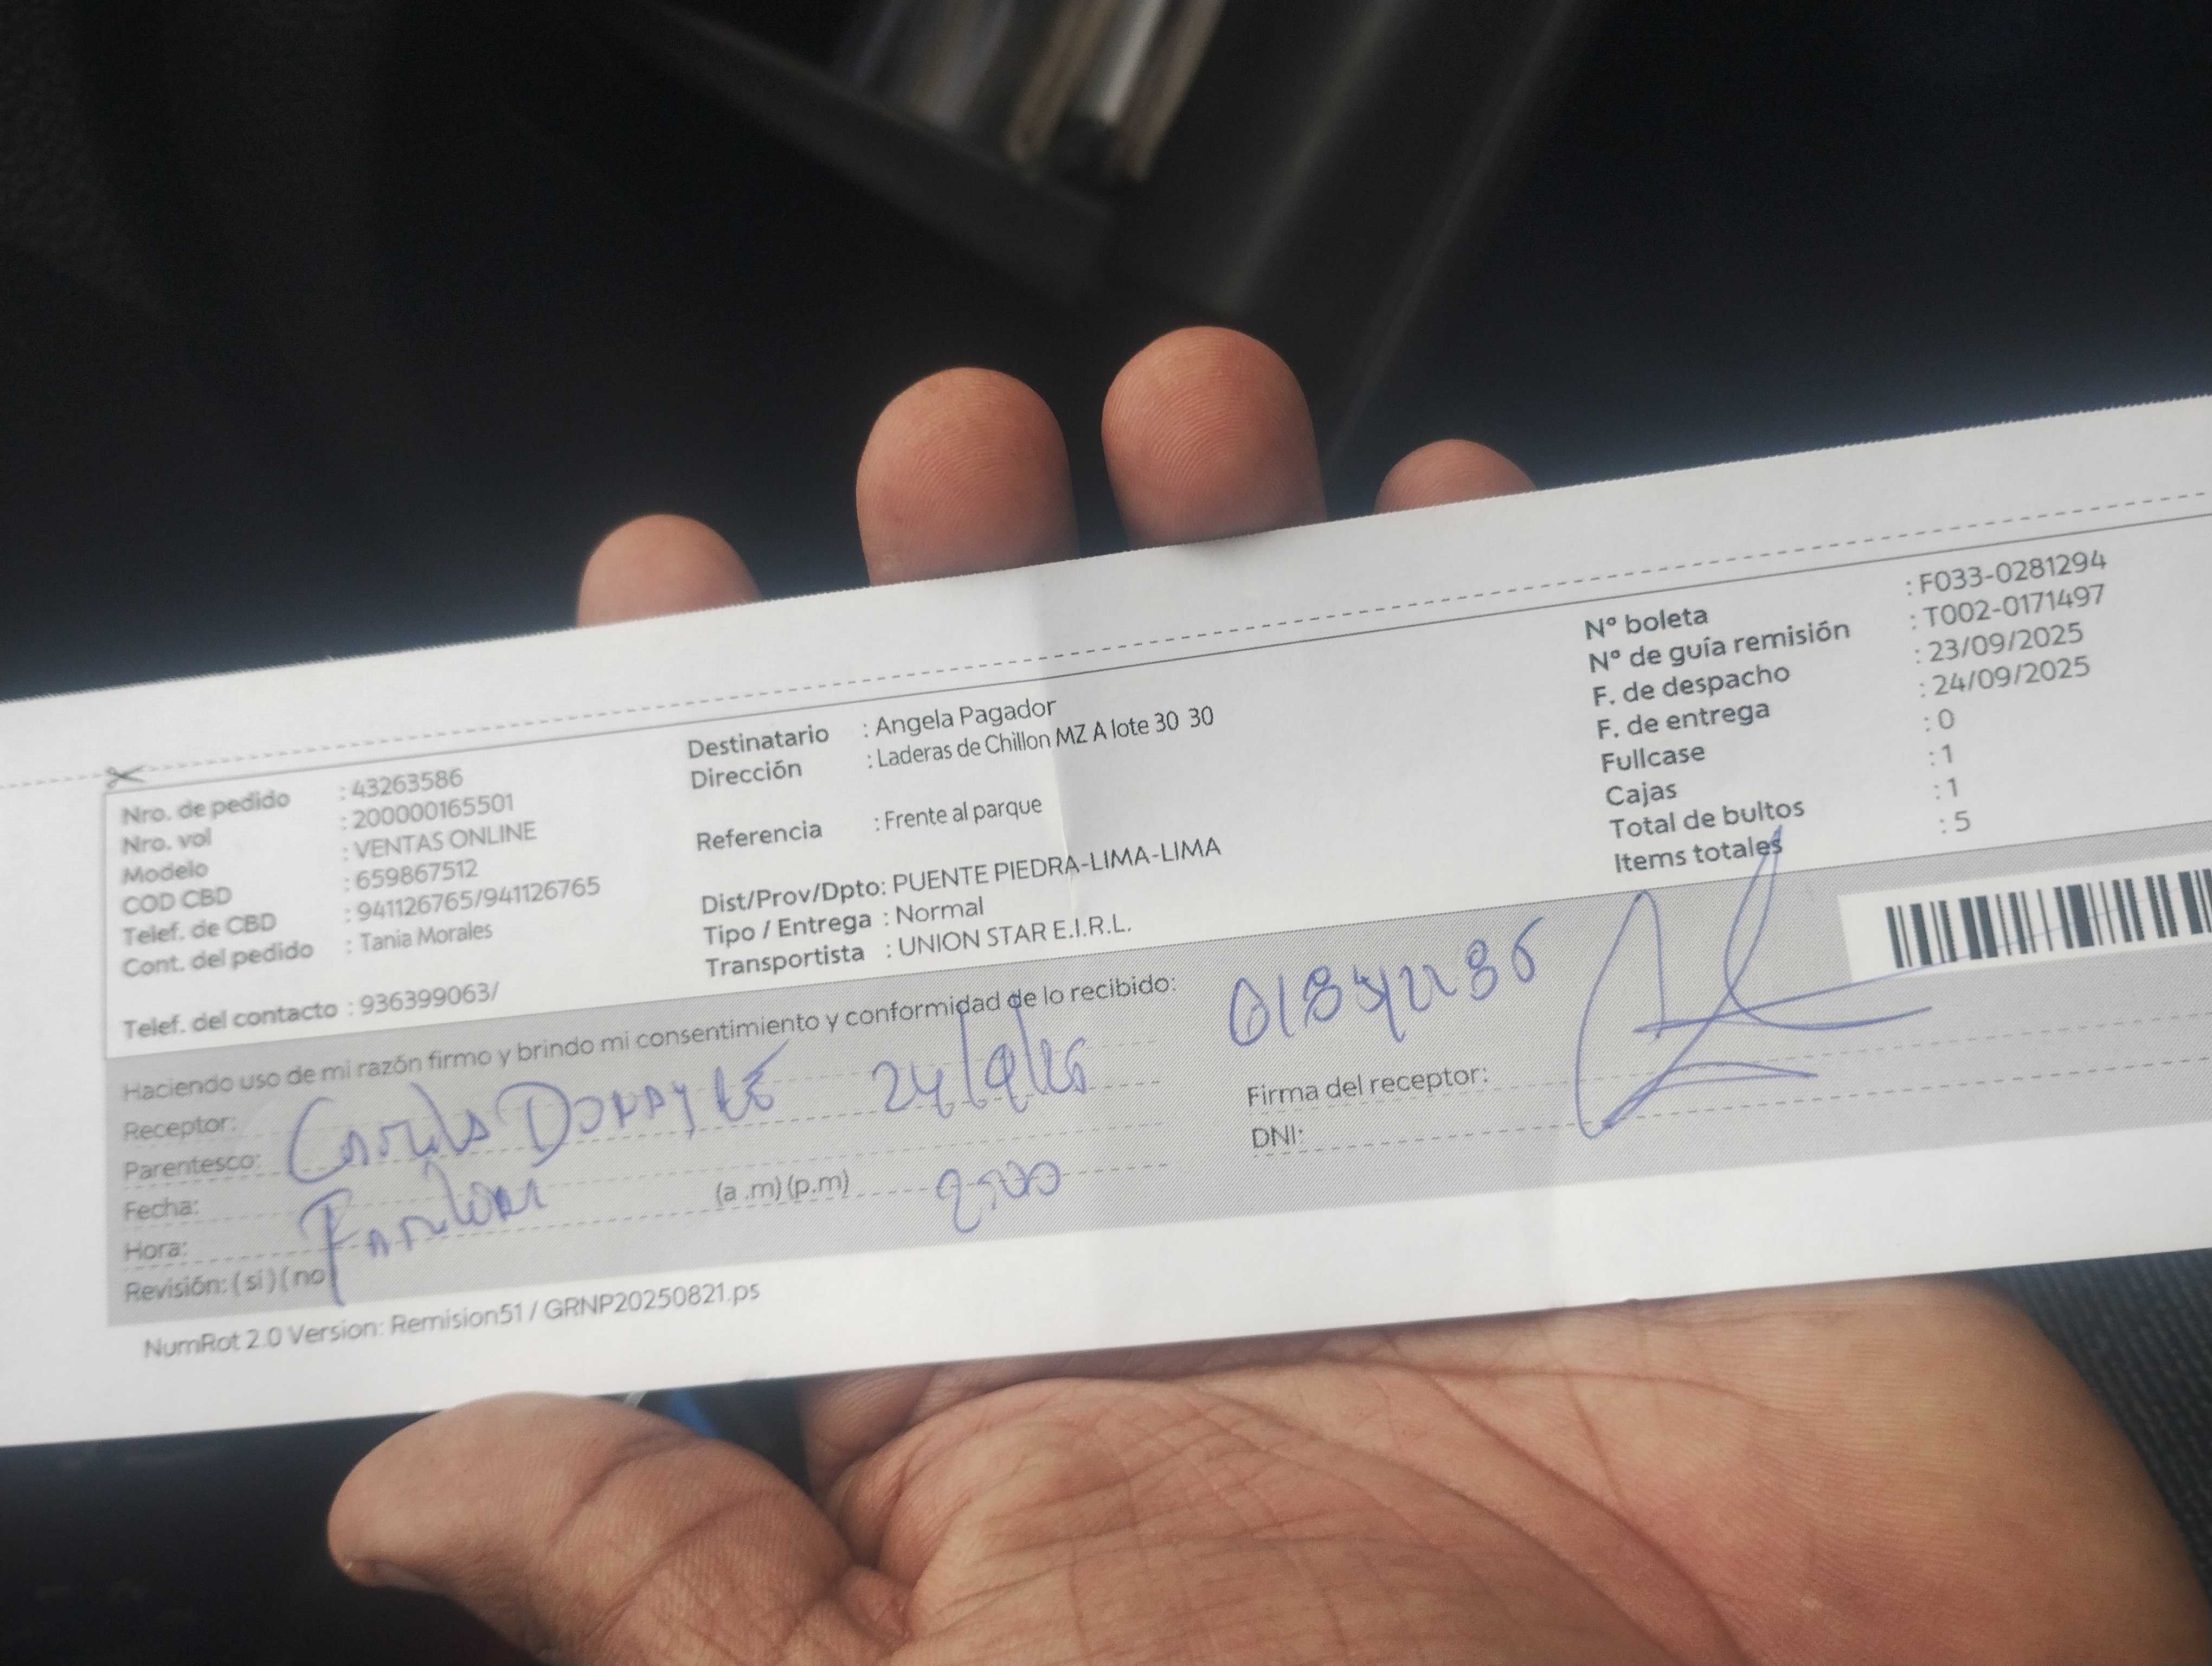 Nro. de pedido : 43263586
Nro. vol : 200000165501
Modelo : VENTAS ONLINE
COD CBD : 659867512
Telef. de CBD : 941126765/941126765
Cont. del pedido : Tania Morales
Telef. del contacto : 936399063/
Destinatario : Angela Pagador
Dirección : Laderas de Chillon MZ A lote 30 30
Referencia : Frente al parque
Dist/Prov/Dpto: PUENTE PIEDRA-LIMA-LIMA
Tipo / Entrega : Normal
Transportista : UNION STAR E.I.R.L.
Nº boleta : F033-0281294
Nº de guía remisión : T002-0171497
F. de despacho : 23/09/2025
F. de entrega : 24/09/2025
Fullcase : 0
Cajas : 1
Total de bultos : 1
Items totales : 5
Haciendo uso de mi razón firmo y brindo mi consentimiento y conformidad de lo recibido:
Receptor:
Parentesco:
Fecha:
Hora: (a .m) (p.m)
Revisión: ( si ) ( no
Familiar
Firma del receptor:
DNI:
NumRot 2.0 Version: Remision51 / GRNP20250821.ps